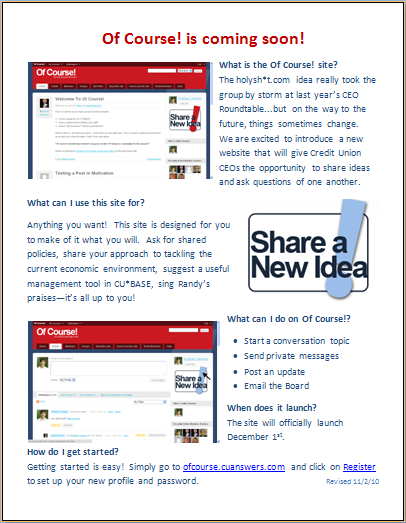 Of Course! is coming soon!
What is the Of Course! site?
The holysh*t.com idea really took the
group by storm at last year's CEO
Roundtable...but on the way to the
future, things sometimes change.
We are excited to introduce a new
website that will give Credit Union
CEOs the opportunity to share ideas
and ask questions of one another.
Of Course!
Welcome To Of Course!
Share a
New Idea
Testing a Post in Motivation
What can I use this site for?
Anything you want! This site is designed for you
to make of it what you will. Ask for shared
policies, share your approach to tackling the
current economic environment, suggest a useful
management tool in CU*BASE, sing Randy's
praises—it's all up to you!
Share a
New Idea
Of Course!
Share a
New Idea
What can I do on Of Course!?
• Start a conversation topic
• Send private messages
• Post an update
• Email the Board
When does it launch?
The site will officially launch
December 1st.
How do I get started?
Getting started is easy! Simply go to ofcourse.cuanswers.com and click on Register
to set up your new profile and password.
Revised 11/2/10